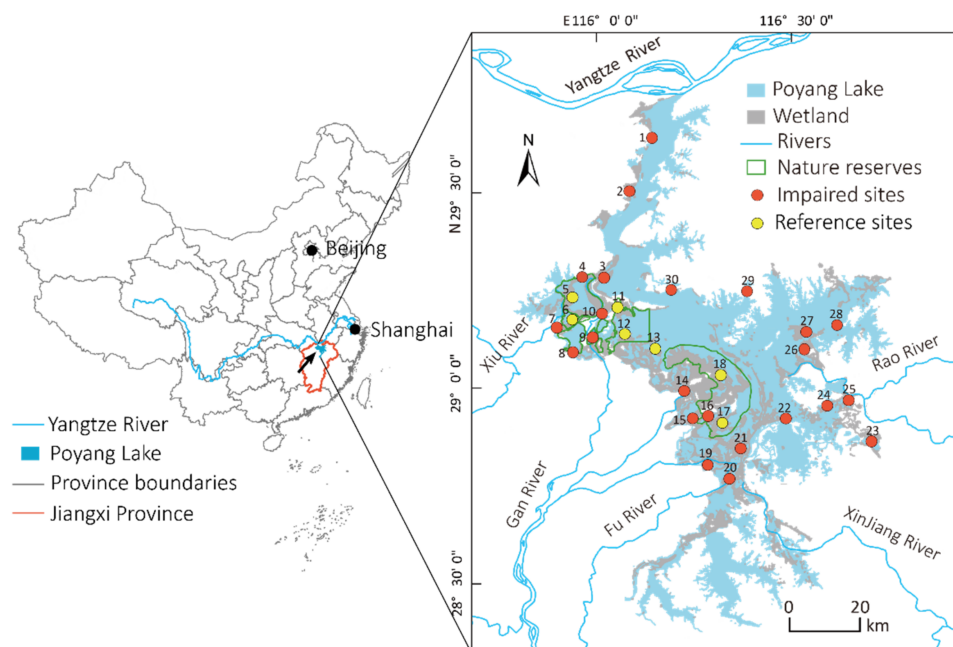 Beijing
Shanghai
Yangtze River
Poyang Lake
Province boundaries
Jiangxi Province
E116° 0' 0"
116° 30' 0"
N 29° 30' 0"
29° 0' 0"
28° 30' 0"
Yangtze River
N
Poyang Lake
Wetland
Rivers
Nature reserves
Impaired sites
Reference sites
1
2
4 3
30 29
5
11
6 10
7
12
27 28
9
8
13
26
Xiu River
Rao River
18
14
24 25
15 16 17
22
23
21
19
20
Gan River
Fu River
XinJiang River
0 20
km